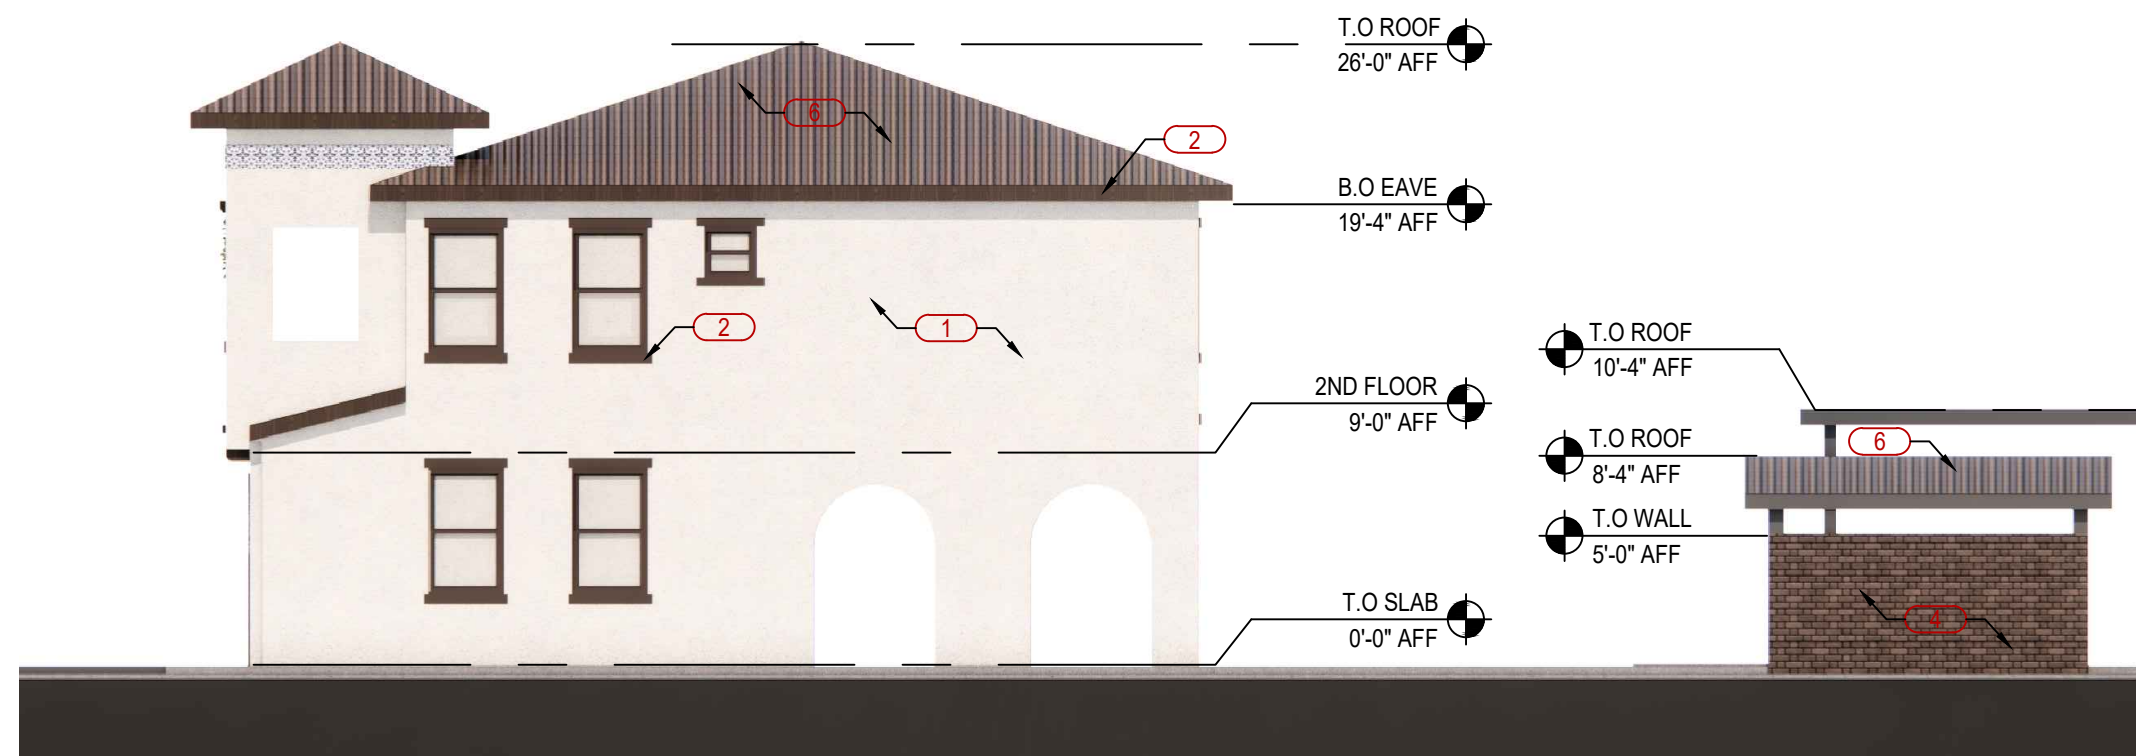 T.O ROOF
26'-0" AFF
6
2
B.O EAVE
19'-4" AFF
2
1
T.O ROOF
10'-4" AFF
2ND FLOOR
9'-0" AFF
T.O ROOF
8'-4" AFF
6
T.O WALL
5'-0" AFF
T.O SLAB
0'-0" AFF
4